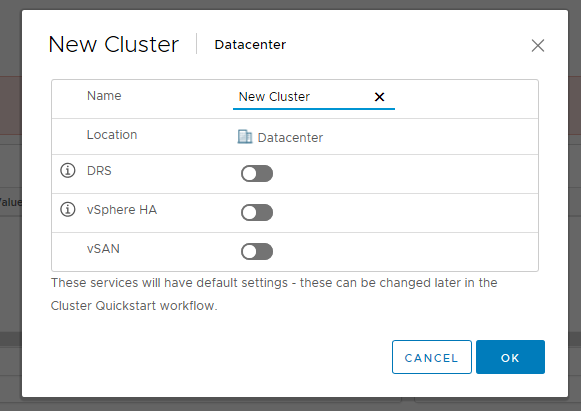 New Cluster | Datacenter
Name New Cluster
Location Datacenter
DRS
vSphere HA
vSAN
These services will have default settings - these can be changed later in the
Cluster Quickstart workflow.
CANCEL OK